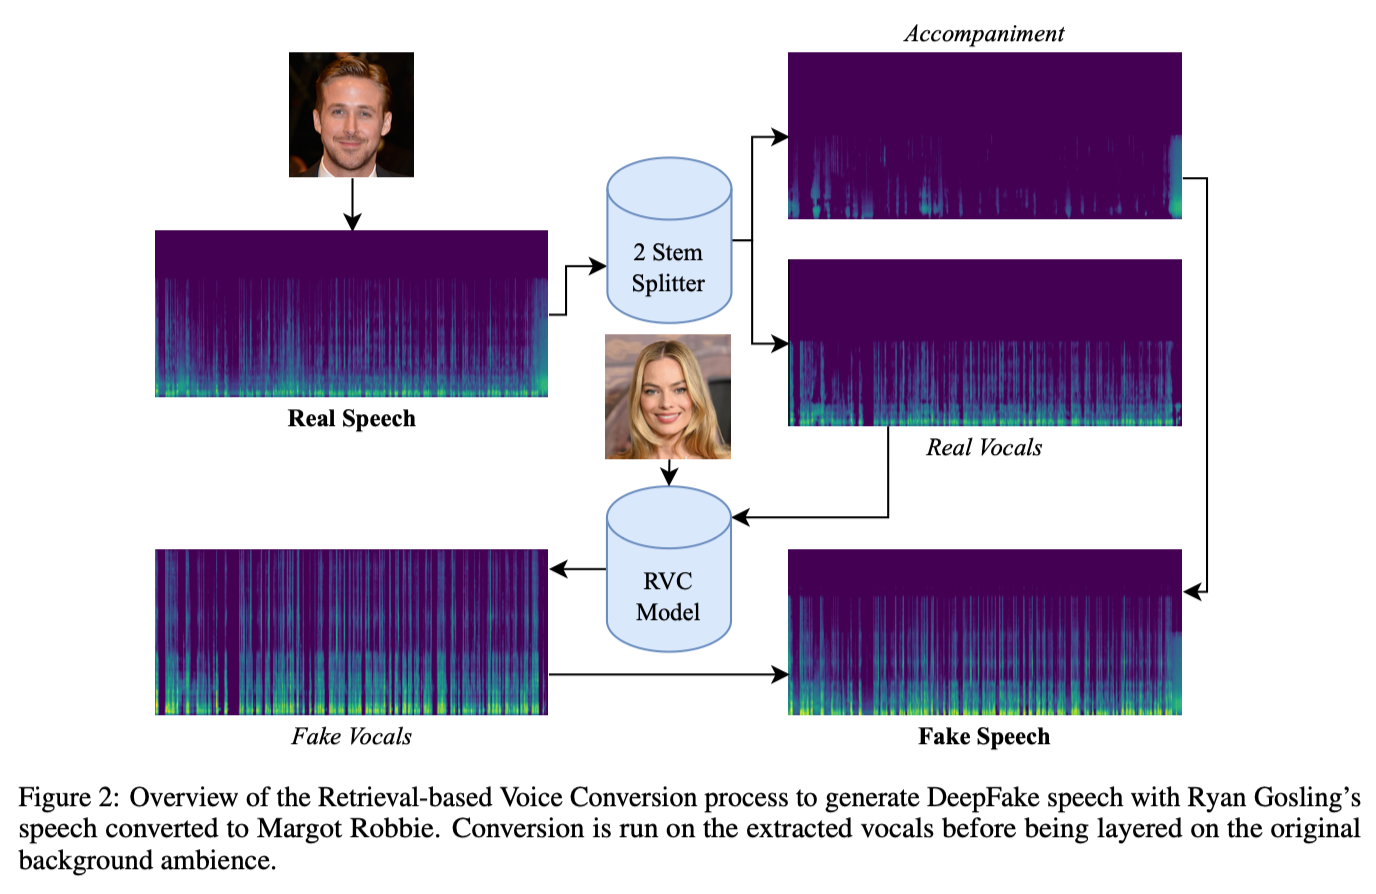 Accompaniment
2 Stem
Splitter
Real Speech
Real Vocals
RVC
Model
Fake Vocals
Fake Speech
Figure 2: Overview of the Retrieval-based Voice Conversion process to generate DeepFake speech with Ryan Gosling’s
speech converted to Margot Robbie. Conversion is run on the extracted vocals before being layered on the original
background ambience.